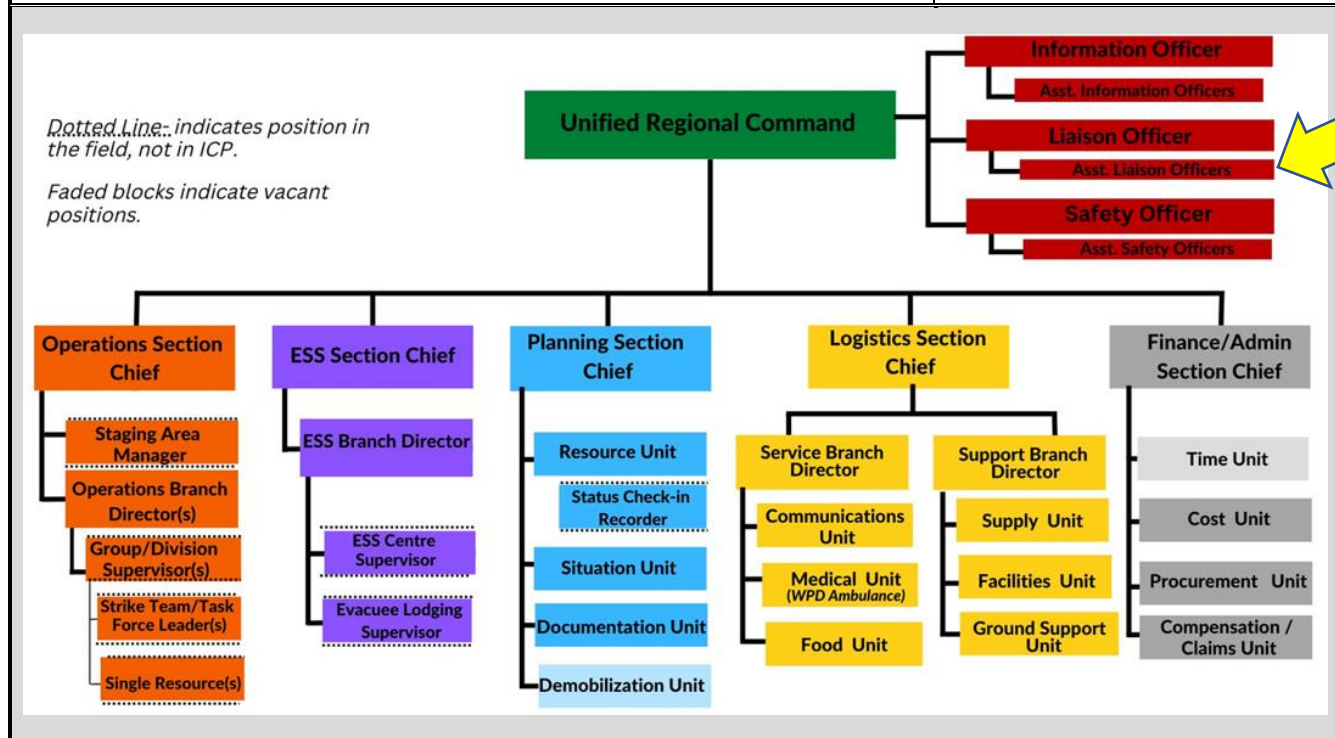 Dotted Line- indicates position in
the field, not in ICP.
Faded blocks indicate vacant
positions.
Unified Regional Command
Information Officer
Asst. Information Officers
Liaison Officer
Asst. Liaison Officers
Safety Officer
Asst. Safety Officers
Operations Section
Chief
Staging Area
Manager
Operations Branch
Director(s)
Group/Division
Supervisor(s)
Strike Team/Task
Force Leader(s)
Single Resource(s)
ESS Section Chief
ESS Branch Director
ESS Centre
Supervisor
Evacuee Lodging
Supervisor
Planning Section
Chief
Resource Unit
Status Check-in
Recorder
Situation Unit
Documentation Unit
Demobilization Unit
Logistics Section
Chief
Service Branch
Director
Communications
Unit
Medical Unit
(WPD Ambulance)
Food Unit
Support Branch
Director
Supply Unit
Facilities Unit
Ground Support
Unit
Finance/Admin
Section Chief
Time Unit
Cost Unit
Procurement Unit
Compensation /
Claims Unit